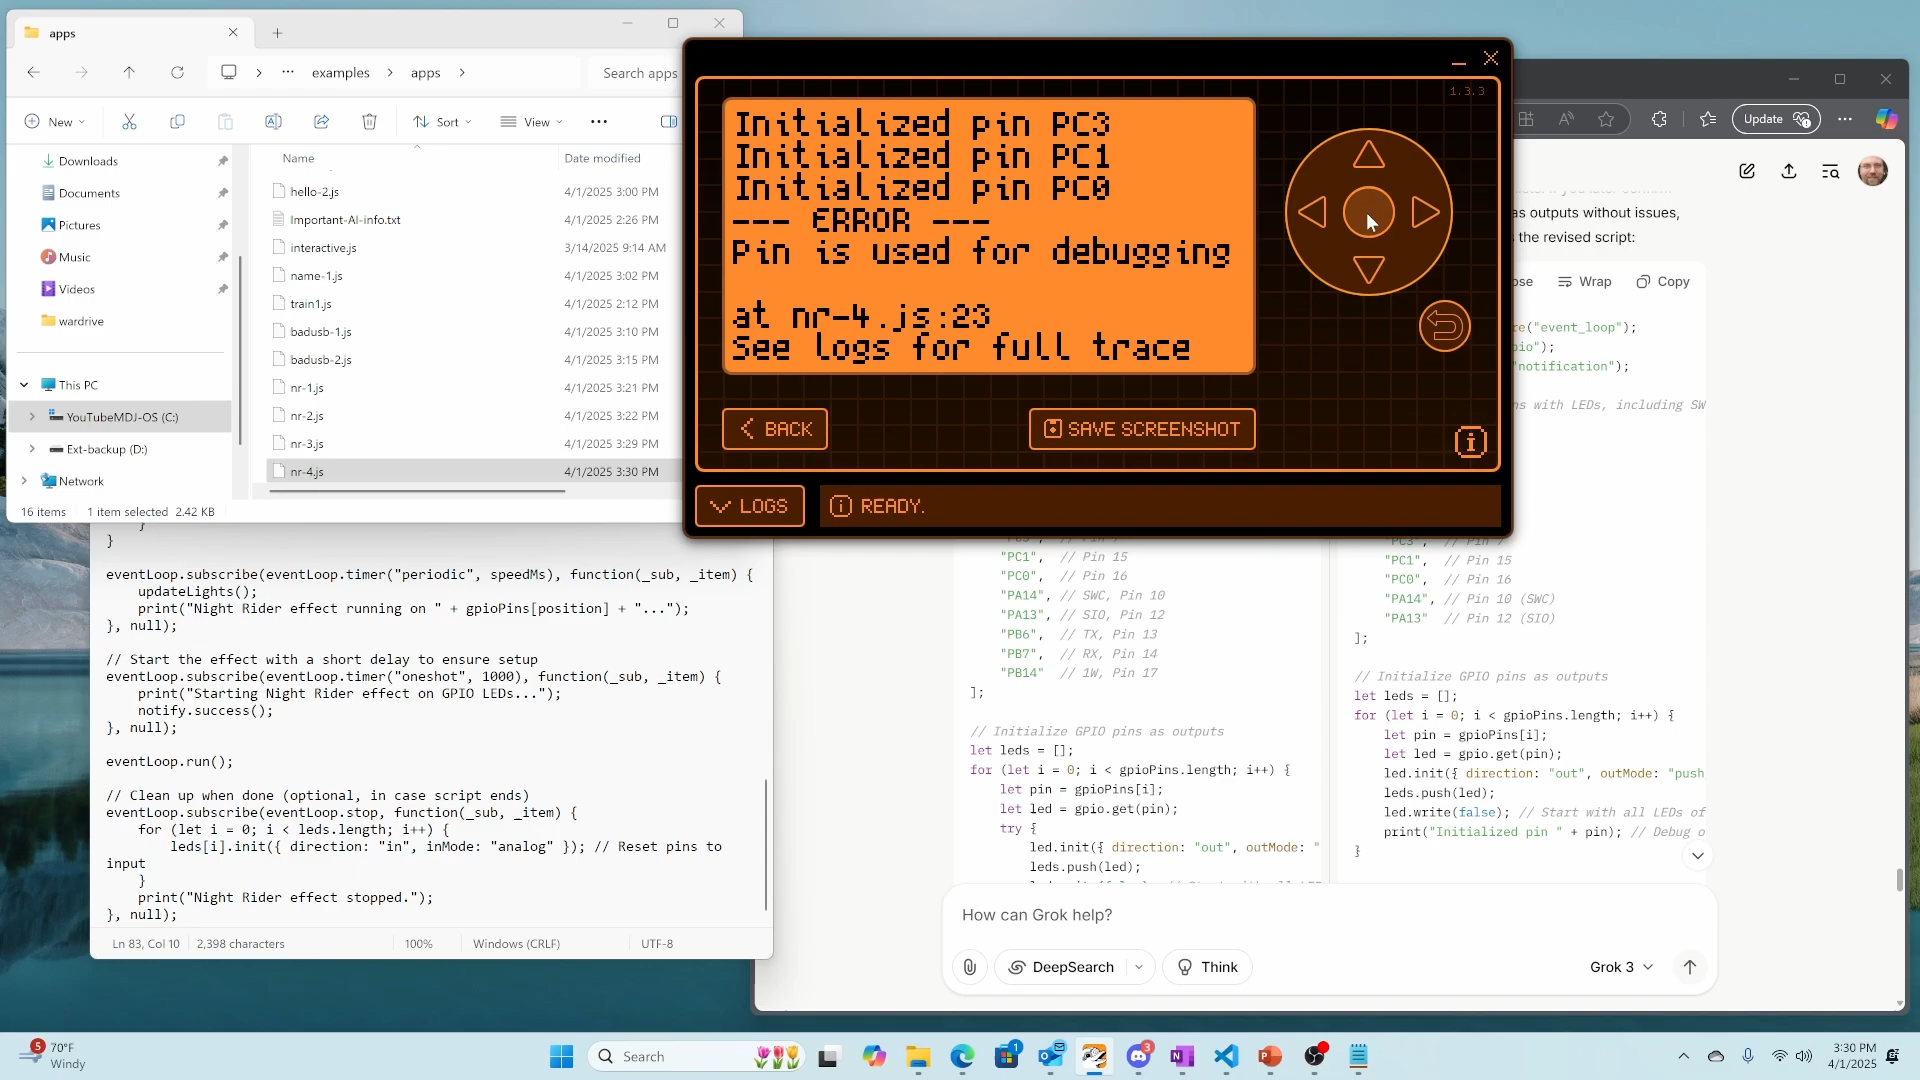 apps
examples
apps
Search apps
New
Sort
View
Downloads
Documents
Pictures
Music
Videos
wardrive
This PC
YouTubeMDJ-OS (C:)
Ext-backup (D:)
Network
Name
Date modified
hello-2.js
4/1/2025 3:00 PM
Important-AI-info.txt
4/1/2025 2:26 PM
interactive.js
3/14/2025 9:14 AM
name-1.js
4/1/2025 3:02 PM
train1.js
4/1/2025 2:12 PM
badusb-1.js
4/1/2025 3:10 PM
badusb-2.js
4/1/2025 3:15 PM
nr-1.js
4/1/2025 3:21 PM
nr-2.js
4/1/2025 3:22 PM
nr-3.js
4/1/2025 3:29 PM
nr-4.js
4/1/2025 3:30 PM
16 items
1 item selected 2.42 KB
1.3.3
Initialized pin PC3
Initialized pin PC1
Initialized pin PC0
--- ERROR ---
Pin is used for debugging
at nr-4.js:23
See logs for full trace
BACK
SAVE SCREENSHOT
LOGS
READY.
Update
as outputs without issues,
the revised script:
Wrap
Copy
("event_loop");
"notification");
ns with LEDs, including SW
}
}
eventLoop.subscribe(eventLoop.timer("periodic", speedMs), function(_sub, _item) {
updateLights();
print("Night Rider effect running on " + gpioPins[position] + "...");
}, null);
// Start the effect with a short delay to ensure setup
eventLoop.subscribe(eventLoop.timer("oneshot", 1000), function(_sub, _item) {
print("Starting Night Rider effect on GPIO LEDs...");
notify.success();
}, null);
eventLoop.run();
// Clean up when done (optional, in case script ends)
eventLoop.subscribe(eventLoop.stop, function(_sub, _item) {
for (let i = 0; i < leds.length; i++) {
leds[i].init({ direction: "in", inMode: "analog" }); // Reset pins to
input
}
print("Night Rider effect stopped.");
}, null);
Ln 83, Col 10
2,398 characters
100%
Windows (CRLF)
UTF-8
"PC1", // Pin 15
"PC0", // Pin 16
"PA14", // SWC, Pin 10
"PA13", // SIO, Pin 12
"PB6", // TX, Pin 13
"PB7", // RX, Pin 14
"PB14" // 1W, Pin 17
];
// Initialize GPIO pins as outputs
let leds = [];
for (let i = 0; i < gpioPins.length; i++) {
let pin = gpioPins[i];
let led = gpio.get(pin);
try {
led.init({ direction: "out", outMode: "
leds.push(led);
"PC3", // Pin 7
"PC1", // Pin 15
"PC0", // Pin 16
"PA14", // Pin 10 (SWC)
"PA13" // Pin 12 (SIO)
];
// Initialize GPIO pins as outputs
let leds = [];
for (let i = 0; i < gpioPins.length; i++) {
let pin = gpioPins[i];
let led = gpio.get(pin);
led.init({ direction: "out", outMode: "push
leds.push(led);
led.write(false); // Start with all LEDs of
print("Initialized pin " + pin); // Debug o
}
How can Grok help?
DeepSearch
Think
Grok 3
5
70°F
Windy
Search
1
3
3:30 PM
4/1/2025